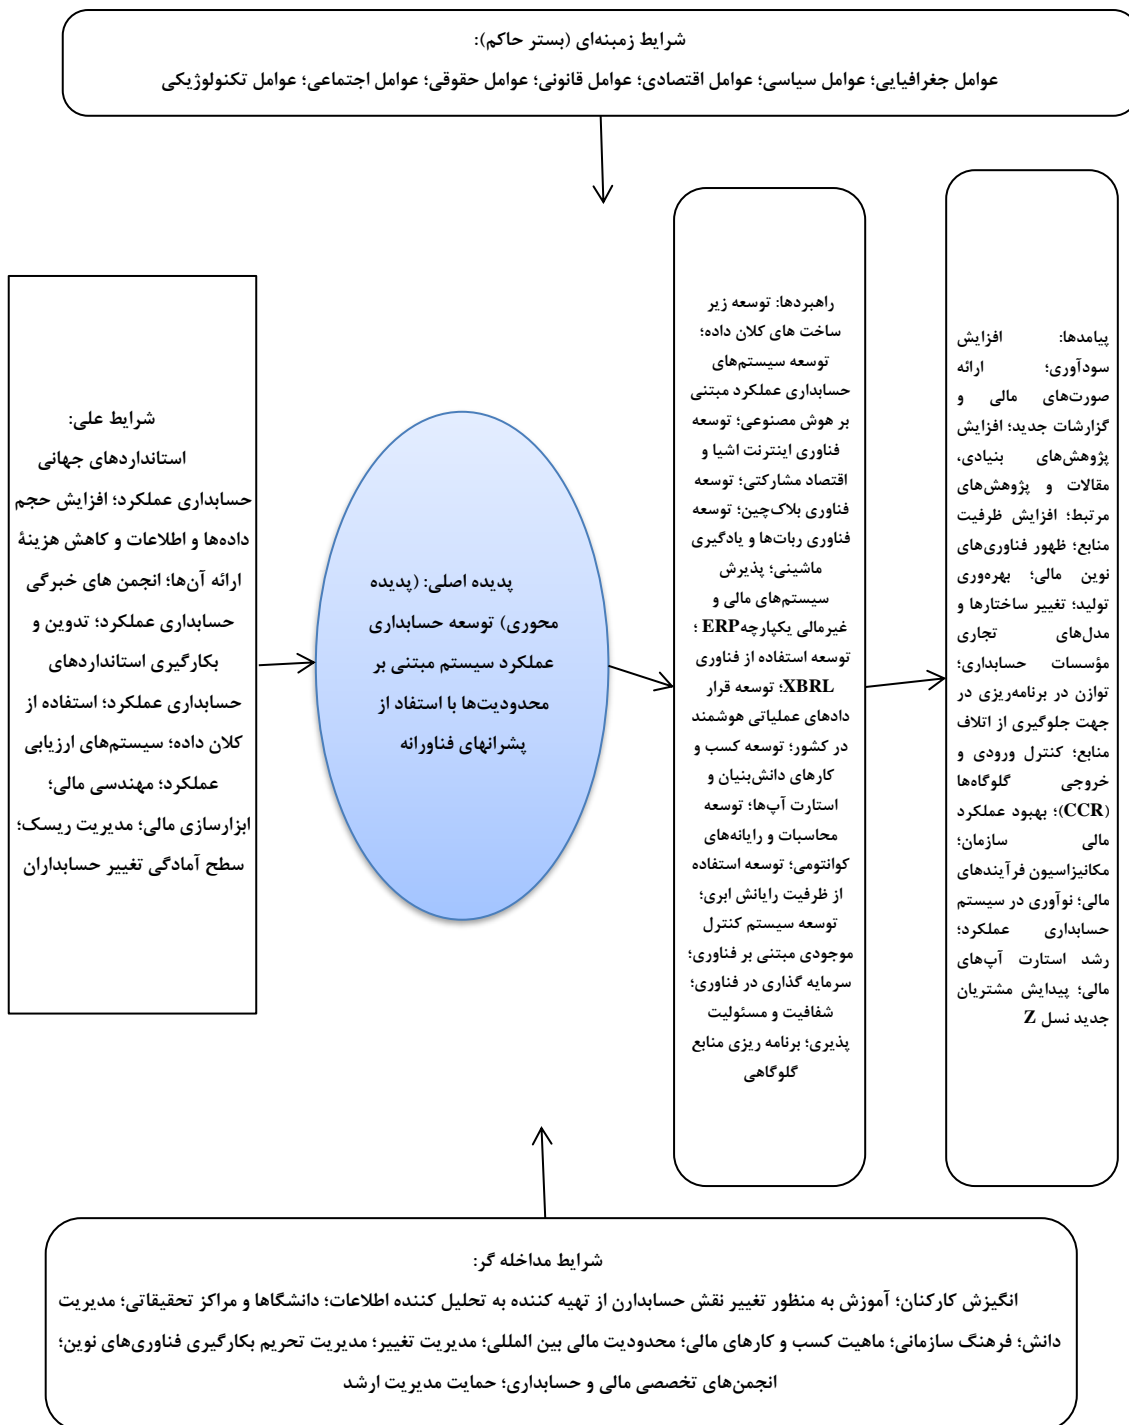 شرایط زمینه‌ای (بستر حاکم):
عوامل جغرافیایی؛ عوامل سیاسی؛ عوامل اقتصادی؛ عوامل قانونی؛ عوامل حقوقی؛ عوامل اجتماعی؛ عوامل تکنولوژیکی
شرایط علی:
استانداردهای جهانی
حسابداری عملکرد؛ افزایش حجم
داده‌ها و اطلاعات و کاهش هزینهٔ
ارائه آن‌ها؛ انجمن های خبرگی
حسابداری عملکرد؛ تدوین و
بکارگیری استانداردهای
حسابداری عملکرد؛ استفاده از
کلان داده؛ سیستم‌های ارزیابی
عملکرد؛ مهندسی مالی؛
ابزارسازی مالی؛ مدیریت ریسک؛
سطح آمادگی تغییر حسابداران
پدیده اصلی: (پدیده
محوری) توسعه حسابداری
عملکرد سیستم مبتنی بر
محدودیت‌ها با استفاد از
پشرانهای فناورانه
راهبردها: توسعه زیر
ساخت های کلان داده؛
توسعه سیستم‌های
حسابداری عملکرد مبتنی
بر هوش مصنوعی؛ توسعه
فناوری اینترنت اشیا و
اقتصاد مشارکتی؛ توسعه
فناوری بلاک‌چین؛ توسعه
فناوری ربات‌ها و یادگیری
ماشینی؛ پذیرش
سیستم‌های مالی و
غیرمالی یکپارچه ERP ؛
توسعه استفاده از فناوری
XBRL؛ توسعه قرار
دادهای عملیاتی هوشمند
در کشور؛ توسعه کسب و
کارهای دانش‌بنیان و
استارت آپ‌ها؛ توسعه
محاسبات و رایانه‌های
کوانتومی؛ توسعه استفاده
از ظرفیت رایانش ابری؛
توسعه سیستم کنترل
موجودی مبتنی بر فناوری؛
سرمایه گذاری در فناوری؛
شفافیت و مسئولیت
پذیری؛ برنامه ریزی منابع
گلوگاهی
پیامدها: افزایش
سودآوری؛ ارائه
صورت‌های مالی و
گزارشات جدید؛ افزایش
پژوهش‌های بنیادی،
مقالات و پژوهش‌های
مرتبط؛ افزایش ظرفیت
منابع؛ ظهور فناوری‌های
نوین مالی؛ بهره‌وری
تولید؛ تغییر ساختارها و
مدل‌های تجاری
مؤسسات حسابداری؛
توازن در برنامه‌ریزی در
جهت جلوگیری از اتلاف
منابع؛ کنترل ورودی و
خروجی گلوگاه‌ها
(CCR)؛ بهبود عملکرد
مالی سازمان؛
مکانیزاسیون فرآیندهای
مالی؛ نوآوری در سیستم
حسابداری عملکرد؛
رشد استارت آپ‌های
مالی؛ پیدایش مشتریان
جدید نسل Z
شرایط مداخله گر:
انگیزش کارکنان؛ آموزش به منظور تغییر نقش حسابدارن از تهیه کننده به تحلیل کننده اطلاعات؛ دانشگاها و مراکز تحقیقاتی؛ مدیریت
دانش؛ فرهنگ سازمانی؛ ماهیت کسب و کارهای مالی؛ محدودیت مالی بین المللی؛ مدیریت تغییر؛ مدیریت تحریم بکارگیری فناوری‌های نوین؛
انجمن‌های تخصصی مالی و حسابداری؛ حمایت مدیریت ارشد